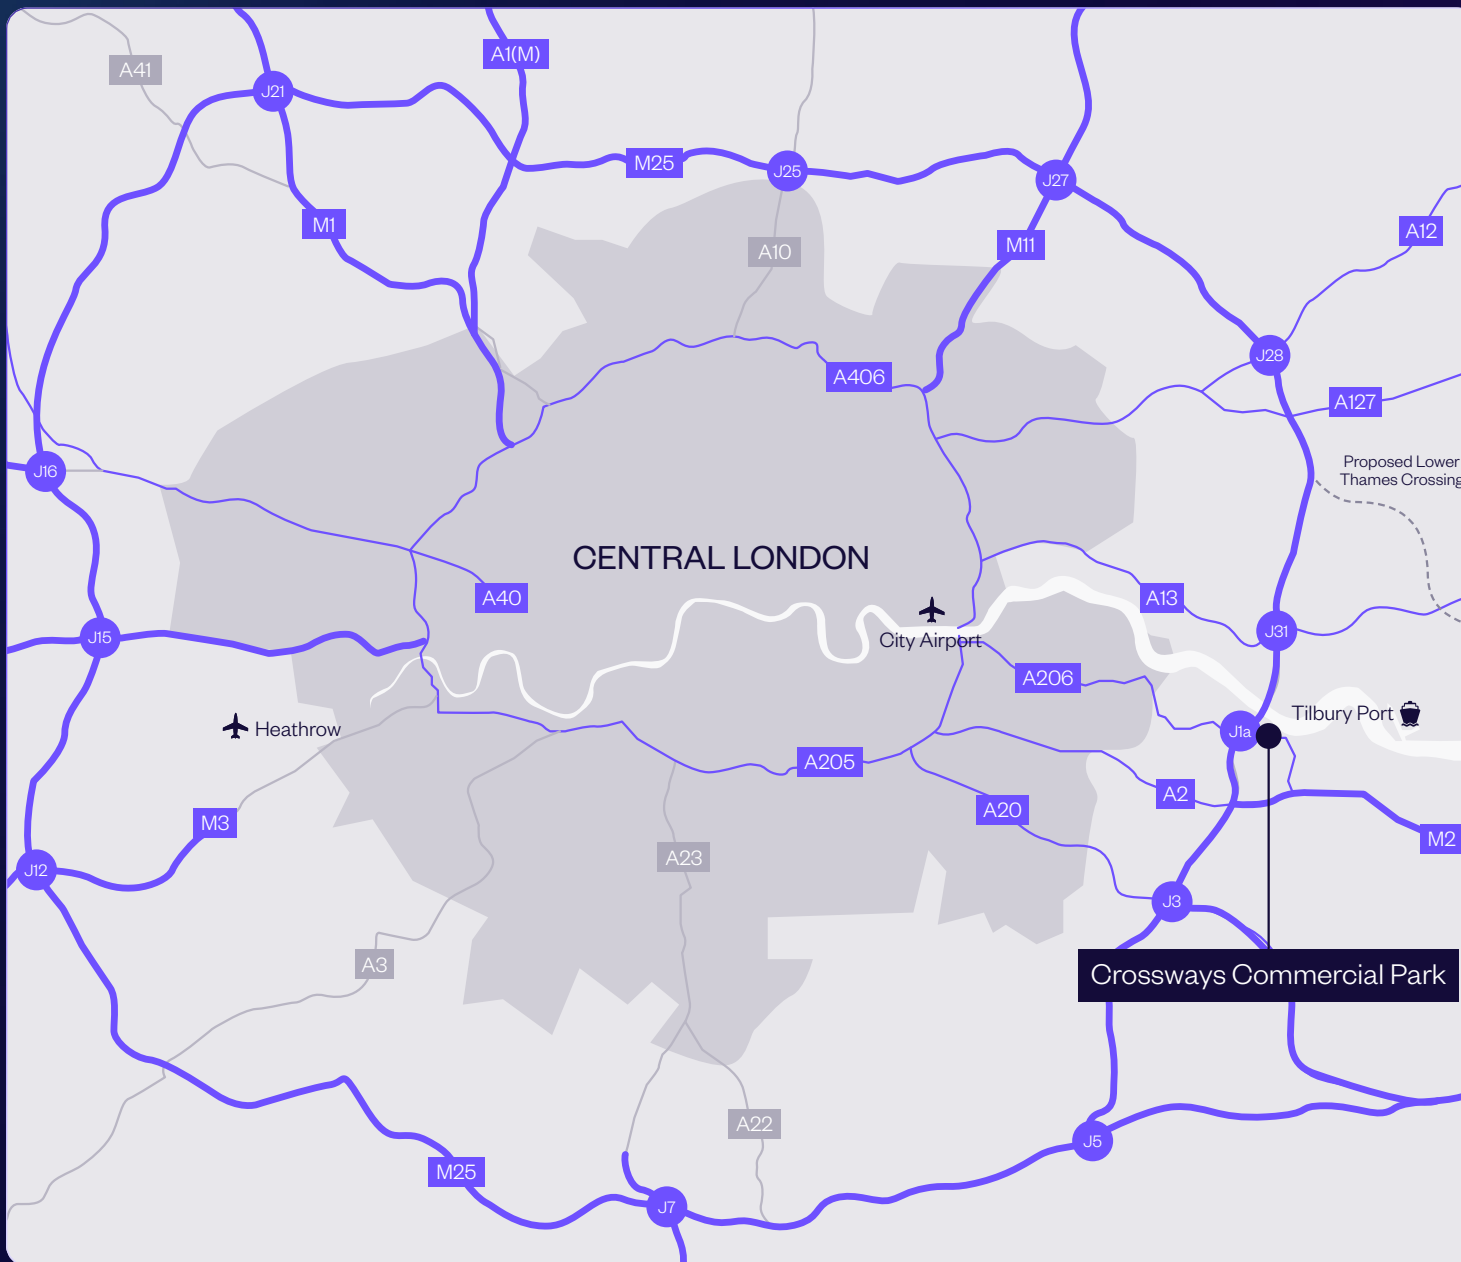 A1(M)
A41
J21
M25
J25
J27
M1
A10
M11
A12
J28
A406
A127
J16
Proposed Lower
Thames Crossing
CENTRAL LONDON
A40
A13
City Airport
J15
J31
A206
Heathrow
Tilbury Port
J1a
A205
A2
A20
M3
M2
A23
J12
J3
A3
Crossways Commercial Park
A22
J5
M25
J7